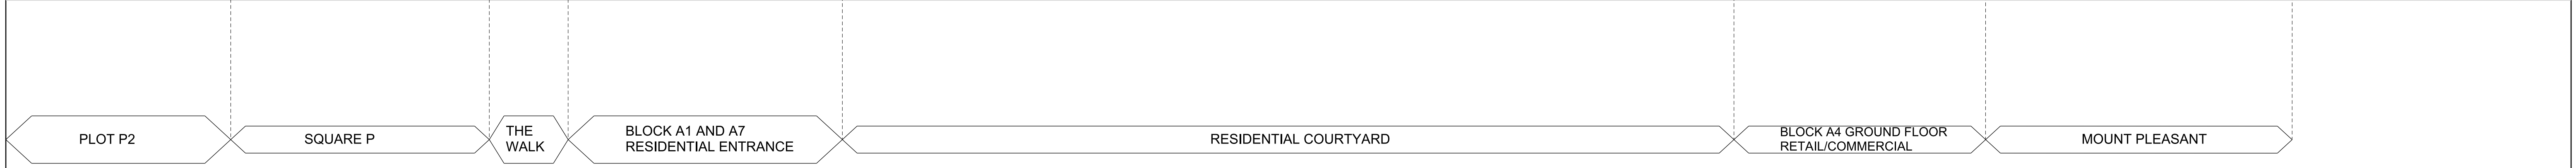 PLOT P2
SQUARE P
THE
WALK
BLOCK A1 AND A7
RESIDENTIAL ENTRANCE
RESIDENTIAL COURTYARD
BLOCK A4 GROUND FLOOR
RETAIL/COMMERCIAL
MOUNT PLEASANT